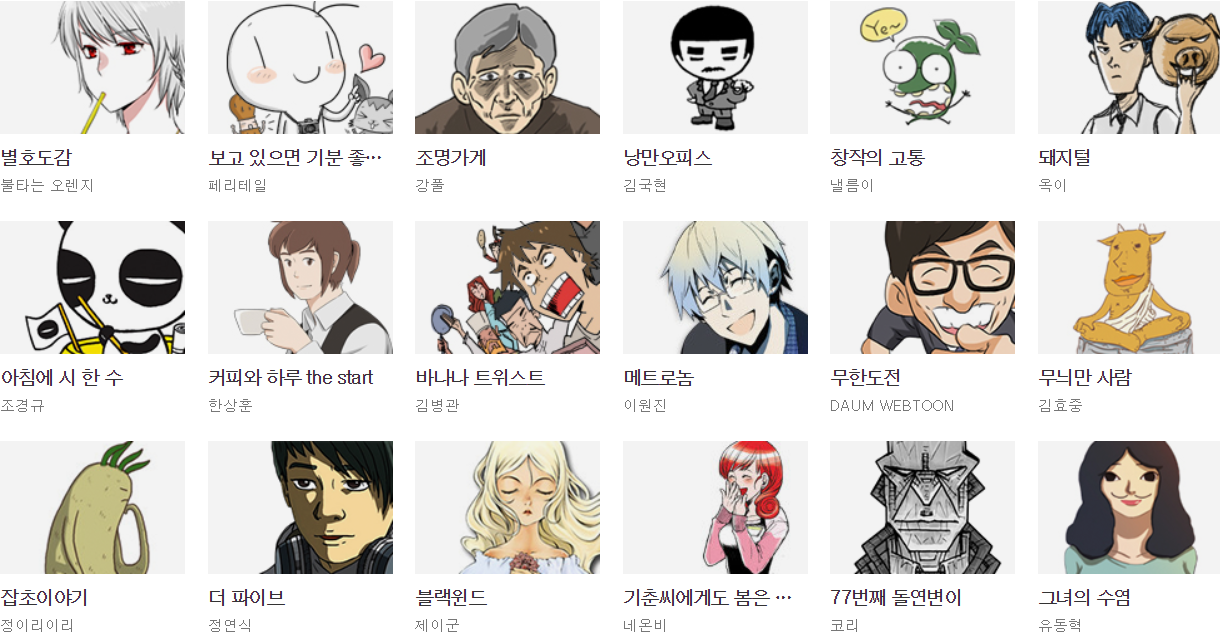 Ye~
별호도감
불타는 오렌지
보고 있으면 기분 좋…
페리테일
조명가게
강풀
낭만오피스
김국현
창작의 고통
낼름이
돼지털
옥이
아침에 시 한 수
조경규
커피와 하루 the start
한상훈
바나나 트위스트
김병관
메트로놈
이원진
무한도전
DAUM WEBTOON
무늬만 사람
김효중
잡초이야기
정이리이리
더 파이브
정연식
블랙윈드
제이군
기춘씨에게도 봄은 …
네온비
77번째 돌연변이
코리
그녀의 수염
유동혁